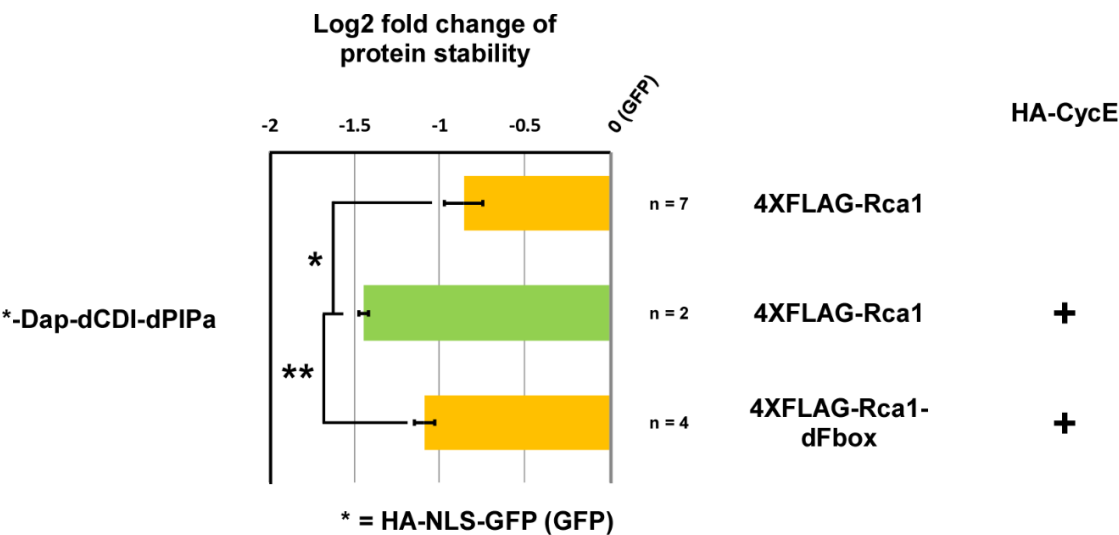 Log2 fold change of
protein stability
-2 -1.5 -1 -0.5 0 (GFP)
HA-CycE
n = 7 4XFLAG-Rca1
*
*-Dap-dCDI-dPIPa n = 2 4XFLAG-Rca1 +
**
n = 4 4XFLAG-Rca1-
dFbox +
* = HA-NLS-GFP (GFP)